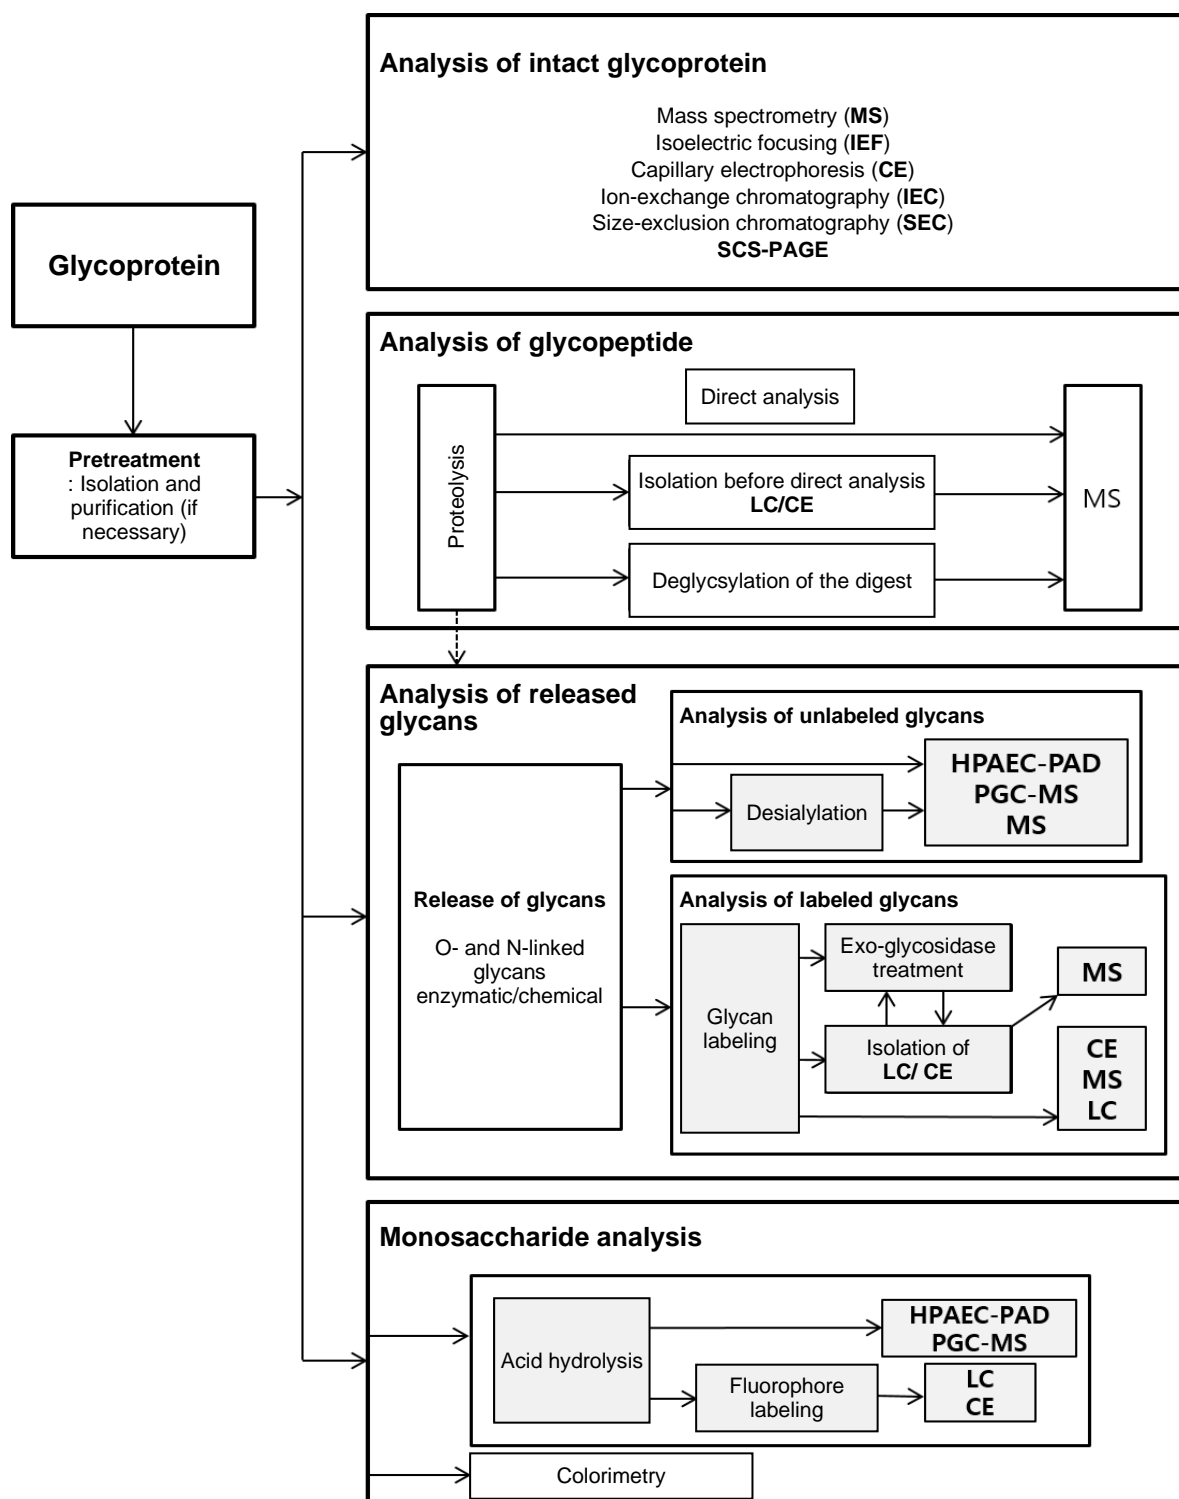 Analysis of intact glycoprotein
Mass spectrometry (MS)
Isoelectric focusing (IEF)
Capillary electrophoresis (CE)
Ion-exchange chromatography (IEC)
Size-exclusion chromatography (SEC)
SCS-PAGE
Glycoprotein
Pretreatment
: Isolation and
purification (if
necessary)
Analysis of glycopeptide
Proteolysis
Direct analysis
Isolation before direct analysis
LC/CE
Deglycsylation of the digest
MS
Analysis of released
glycans
Release of glycans
O- and N-linked
glycans
enzymatic/chemical
Analysis of unlabeled glycans
Desialylation
HPAEC-PAD
PGC-MS
MS
Analysis of labeled glycans
Glycan
labeling
Exo-glycosidase
treatment
Isolation of
LC/ CE
MS
CE
MS
LC
Monosaccharide analysis
Acid hydrolysis
HPAEC-PAD
PGC-MS
Fluorophore
labeling
LC
CE
Colorimetry